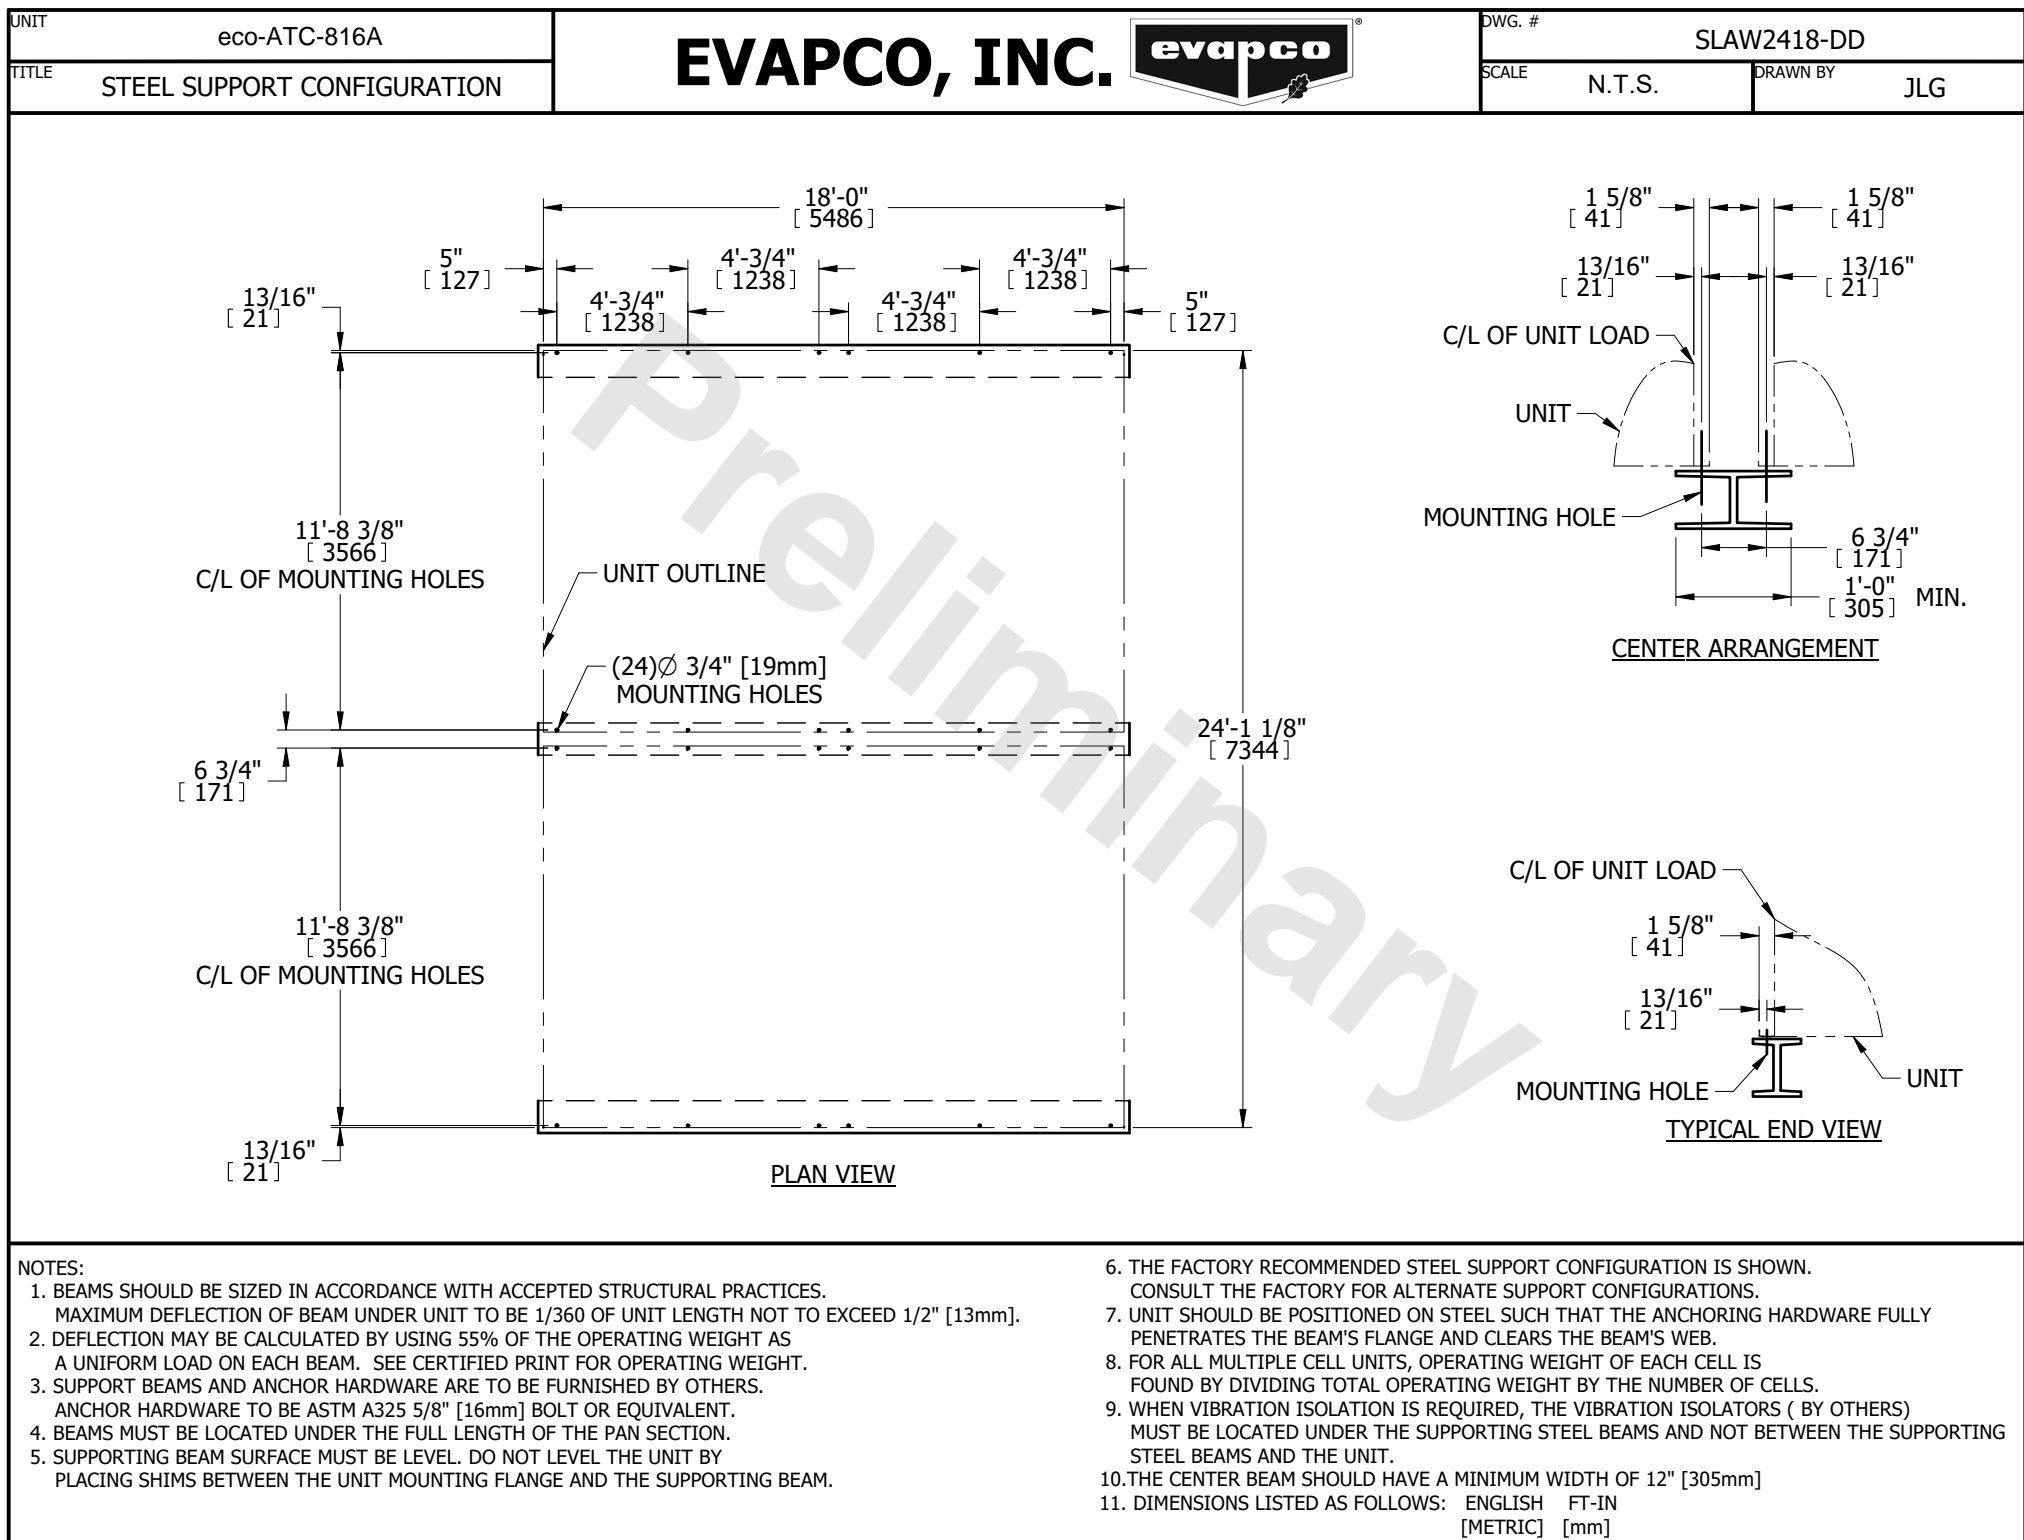 UNIT
eco-ATC-816A
TITLE
STEEL SUPPORT CONFIGURATION
EVAPCO, INC.
evapco
®
DWG. #
SLAW2418-DD
SCALE
N.T.S.
DRAWN BY
JLG
18'-0"
[ 5486 ]
5"
[ 127 ]
4'-3/4"
[ 1238 ]
4'-3/4"
[ 1238 ]
13/16"
[ 21 ]
4'-3/4"
[ 1238 ]
4'-3/4"
[ 1238 ]
5"
[ 127 ]
11'-8 3/8"
[ 3566 ]
C/L OF MOUNTING HOLES
UNIT OUTLINE
(24)Ø 3/4" [19mm]
MOUNTING HOLES
6 3/4"
[ 171 ]
24'-1 1/8"
[ 7344 ]
11'-8 3/8"
[ 3566 ]
C/L OF MOUNTING HOLES
13/16"
[ 21 ]
PLAN VIEW
Preliminary
1 5/8"
[ 41 ]
1 5/8"
[ 41 ]
13/16"
[ 21 ]
13/16"
[ 21 ]
C/L OF UNIT LOAD
UNIT
MOUNTING HOLE
6 3/4"
[ 171 ]
1'-0"
[ 305 ] MIN.
CENTER ARRANGEMENT
C/L OF UNIT LOAD
1 5/8"
[ 41 ]
13/16"
[ 21 ]
MOUNTING HOLE
UNIT
TYPICAL END VIEW
NOTES:
1. BEAMS SHOULD BE SIZED IN ACCORDANCE WITH ACCEPTED STRUCTURAL PRACTICES.
MAXIMUM DEFLECTION OF BEAM UNDER UNIT TO BE 1/360 OF UNIT LENGTH NOT TO EXCEED 1/2" [13mm].
2. DEFLECTION MAY BE CALCULATED BY USING 55% OF THE OPERATING WEIGHT AS
A UNIFORM LOAD ON EACH BEAM. SEE CERTIFIED PRINT FOR OPERATING WEIGHT.
3. SUPPORT BEAMS AND ANCHOR HARDWARE ARE TO BE FURNISHED BY OTHERS.
ANCHOR HARDWARE TO BE ASTM A325 5/8" [16mm] BOLT OR EQUIVALENT.
4. BEAMS MUST BE LOCATED UNDER THE FULL LENGTH OF THE PAN SECTION.
5. SUPPORTING BEAM SURFACE MUST BE LEVEL. DO NOT LEVEL THE UNIT BY
PLACING SHIMS BETWEEN THE UNIT MOUNTING FLANGE AND THE SUPPORTING BEAM.
6. THE FACTORY RECOMMENDED STEEL SUPPORT CONFIGURATION IS SHOWN.
CONSULT THE FACTORY FOR ALTERNATE SUPPORT CONFIGURATIONS.
7. UNIT SHOULD BE POSITIONED ON STEEL SUCH THAT THE ANCHORING HARDWARE FULLY
PENETRATES THE BEAM'S FLANGE AND CLEARS THE BEAM'S WEB.
8. FOR ALL MULTIPLE CELL UNITS, OPERATING WEIGHT OF EACH CELL IS
FOUND BY DIVIDING TOTAL OPERATING WEIGHT BY THE NUMBER OF CELLS.
9. WHEN VIBRATION ISOLATION IS REQUIRED, THE VIBRATION ISOLATORS ( BY OTHERS)
MUST BE LOCATED UNDER THE SUPPORTING STEEL BEAMS AND NOT BETWEEN THE SUPPORTING
STEEL BEAMS AND THE UNIT.
10.THE CENTER BEAM SHOULD HAVE A MINIMUM WIDTH OF 12" [305mm]
11. DIMENSIONS LISTED AS FOLLOWS: ENGLISH FT-IN
[METRIC] [mm]